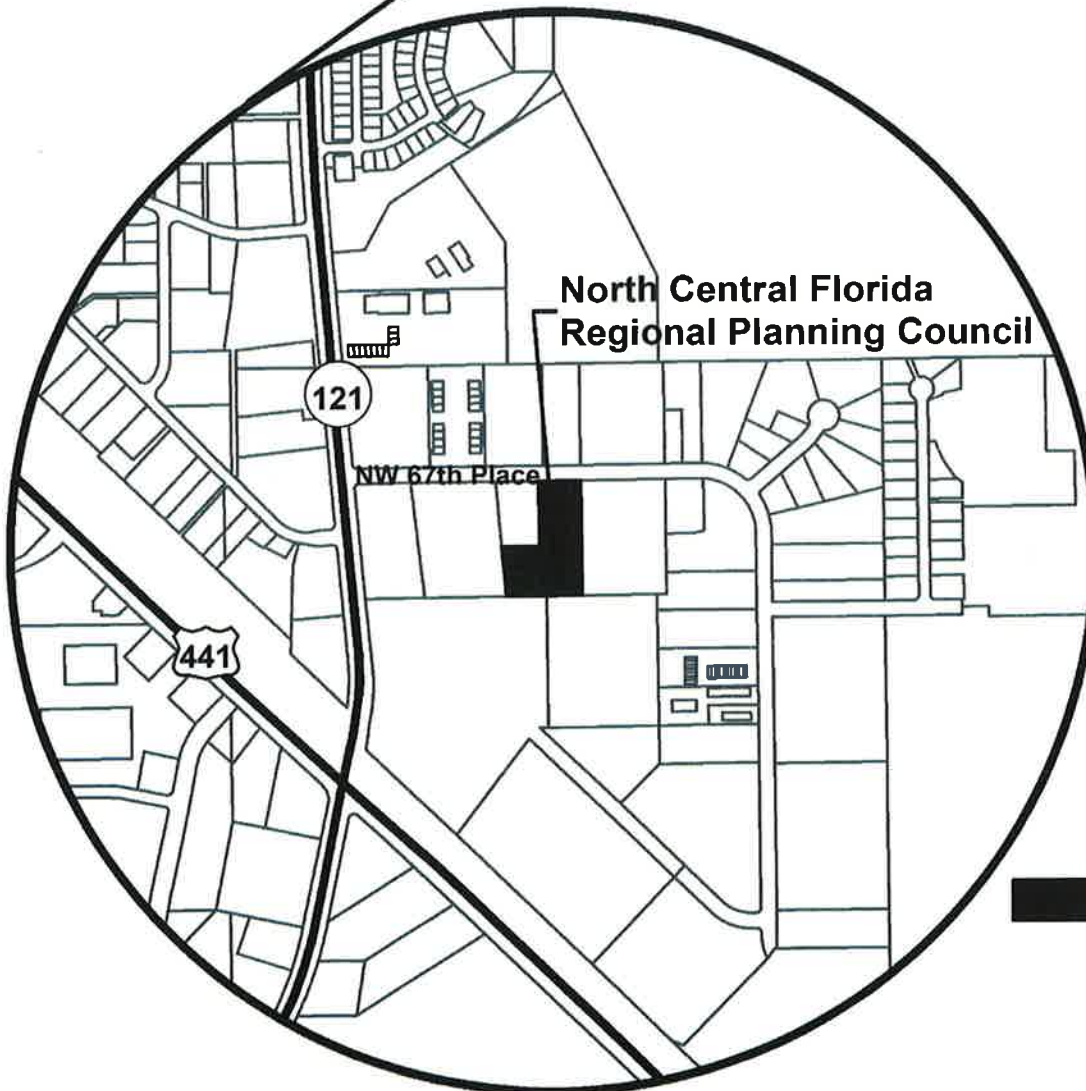 North Central Florida
Regional Planning Council
121
NW 67th Place
441